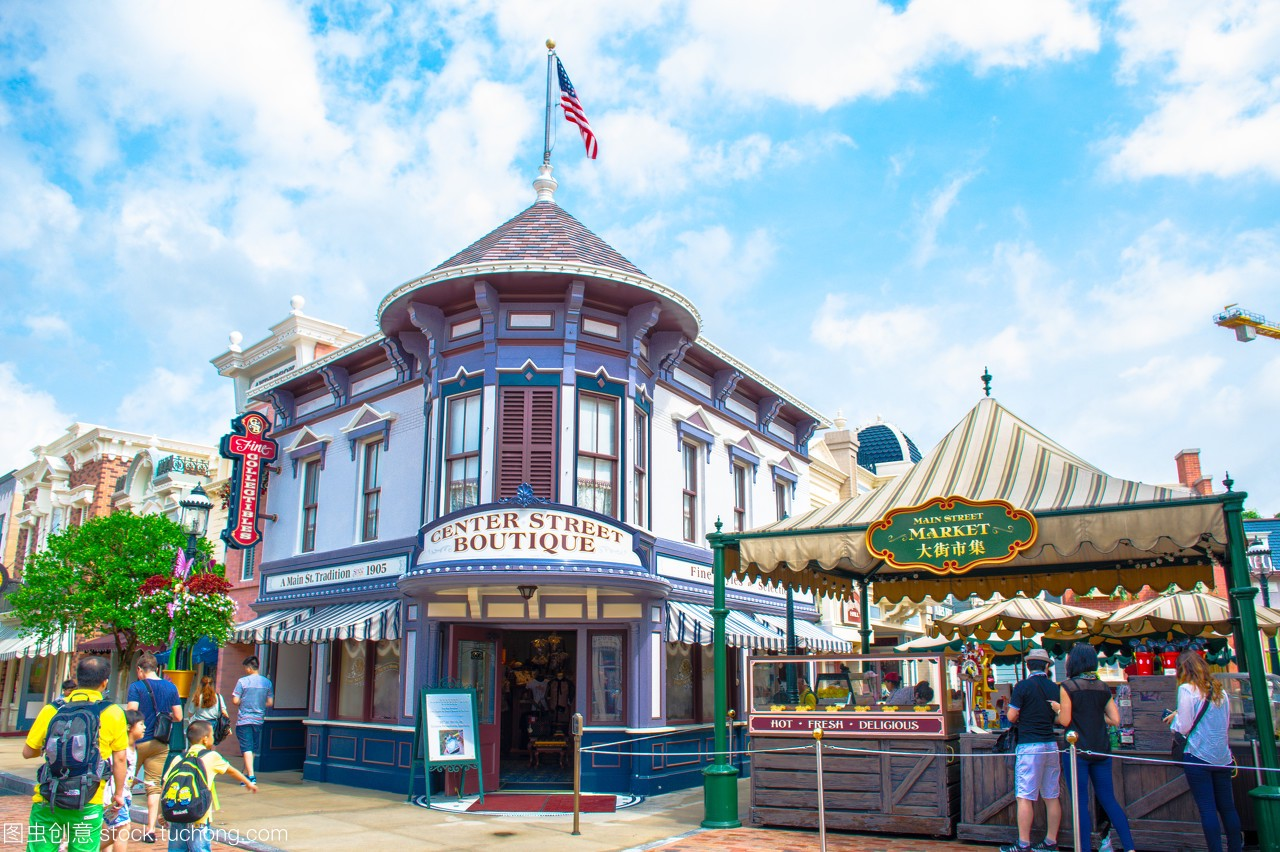 CENTER STREET
BOUTIQUE
A Main St. Tradition
1905
Fine
CSB
Fine
COLLECTIBLES
MAIN STREET
MARKET
大街市集
HOT • FRESH • DELICIOUS
图虫创意 stock.tuchong.com